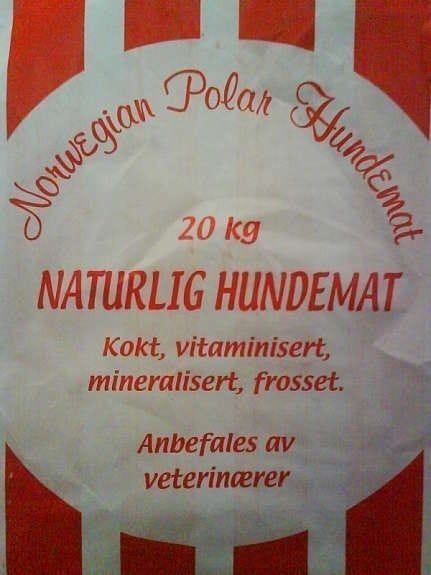 Norwegian Polar Hundemat
20 kg
NATURLIG HUNDEMAT
Kokt, vitaminisert,
mineralisert, frosset.
Anbefales av
veterinærer